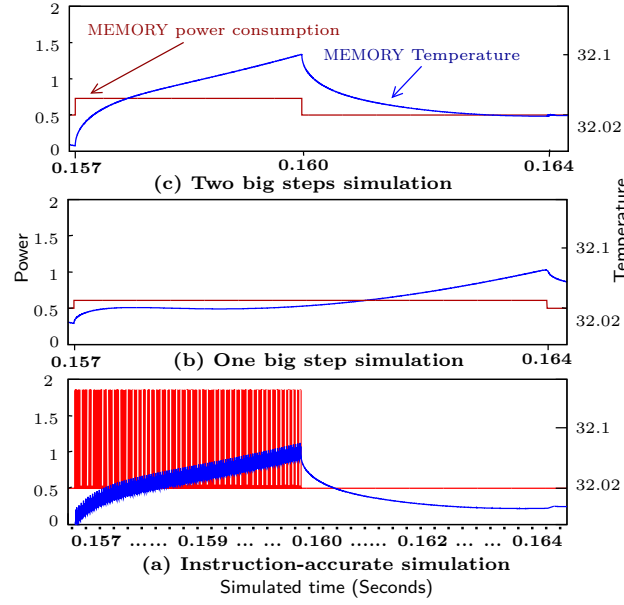 2
MEMORY power consumption
MEMORY Temperature
32.1
1.5
1
0.5
32.02
0
0.157
0.160
0.164
(c) Two big steps simulation
2
1.5
32.1
1
0.5
32.02
0
Power
Temperature
0.157
0.164
(b) One big step simulation
2
1.5
32.1
1
0.5
32.02
0
0.157 ...... 0.159 ... ... 0.160 ...... 0.162 ... ... 0.164
(a) Instruction-accurate simulation
Simulated time (Seconds)